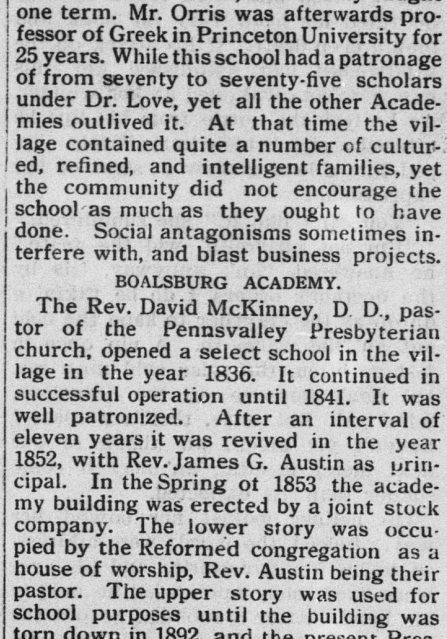 one term. Mr. Orris was afterwards pro-
fessor of Greek in Princeton University for
25 years. While this school had a patronage
of from seventy to seventy-five scholars
under Dr. Love, yet all the other Acade-
mies outlived it. At that time the vil-
lage contained quite a number of cultur-
ed, refined, and intelligent families, yet
the community did not encourage the
school as much as they ought to have
done. Social antagonisms sometimes in-
terfere with, and blast business projects.
BOALSBURG ACADEMY.
The Rev. David McKinney, D. D., pas-
tor of the Pennsvalley Presbyterian
church, opened a select school in the vil-
lage in the year 1836. It continued in
successful operation until 1841. It was
well patronized. After an interval of
eleven years it was revived in the year
1852, with Rev. James G. Austin as prin-
cipal. In the Spring of 1853 the acade-
my building was erected by a joint stock
company. The lower story was occu-
pied by the Reformed congregation as a
house of worship, Rev. Austin being their
pastor. The upper story was used for
school purposes until the building was
torn down in 1892, and the present